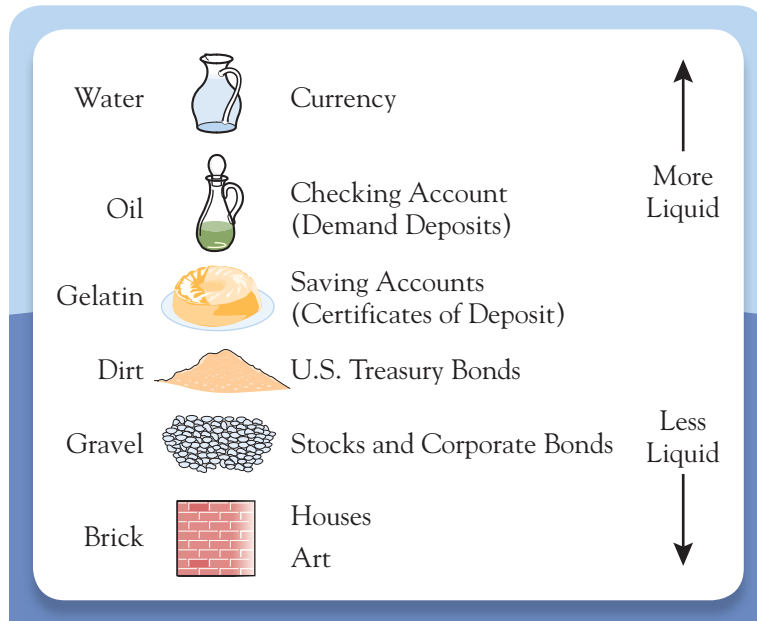 Water
Currency
Oil
Checking Account
(Demand Deposits)
More
Liquid
Gelatin
Saving Accounts
(Certificates of Deposit)
Dirt
U.S. Treasury Bonds
Gravel
Stocks and Corporate Bonds
Less
Liquid
Brick
Houses
Art